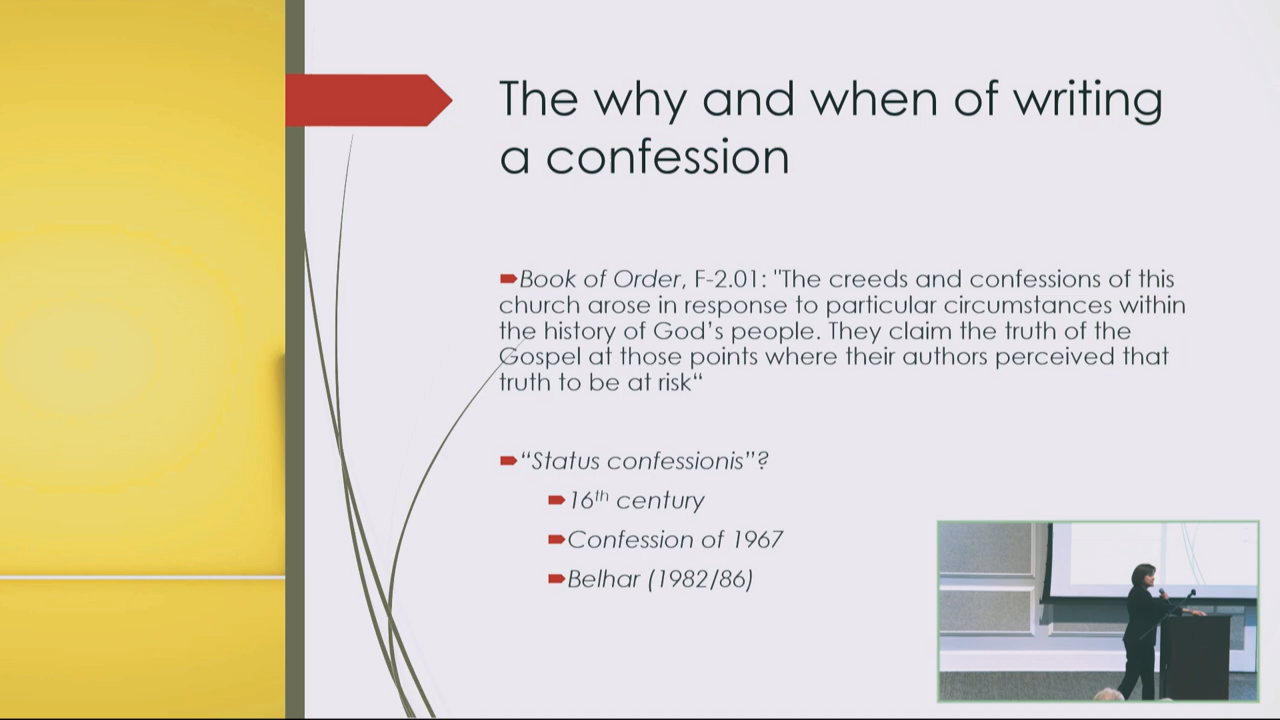 The why and when of writing
a confession
Book of Order, F-2.01: "The creeds and confessions of this
church arose in response to particular circumstances within
the history of God's people. They claim the truth of the
Gospel at those points where their authors perceived that
truth to be at risk“
“Status confessionis”?
16th century
Confession of 1967
Belhar (1982/86)